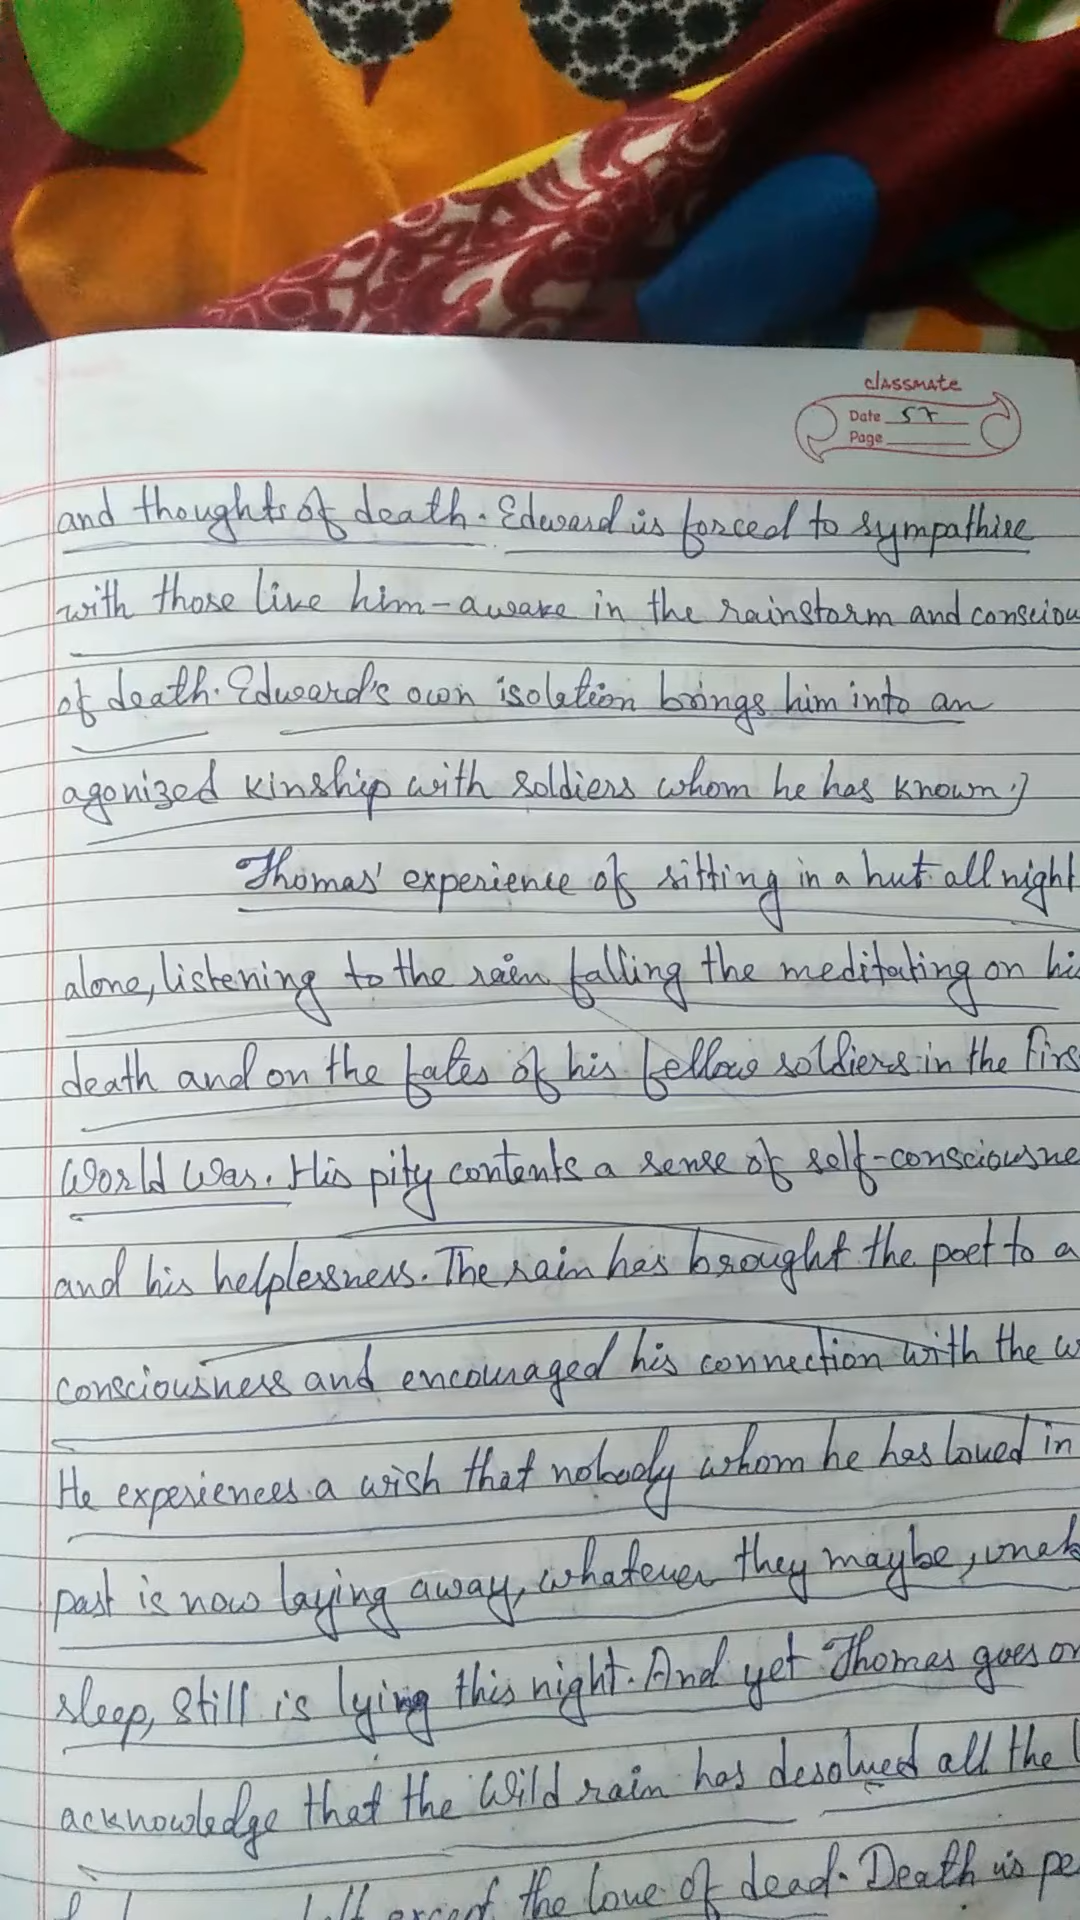 classmate
Date 57
Page
and thoughts of death. Edward is forced to sympathise
with those like him-awake in the rainstorm and consciou
of death. Edward's own isolation brings him into an
agonized kinship with soldiers whom he has known.)
Thomas' experience of sitting in a hut all night
alone, listening to the rain falling the meditating on hi
death and on the fates of his fellow soldiers in the Firs
World War. His pity contents a sense of self-consciousne
and his helplessness. The rain has brought the poet to a
consciousness and encouraged his connection with the w
He experiences a wish that nobody whom he has loved in
past is now laying away, whatever they maybe, unab
sleep, still is lying this night. And yet Thomas goes on
acknowledge that the Wild rain has desolved all the
except the love of dead. Death is pe